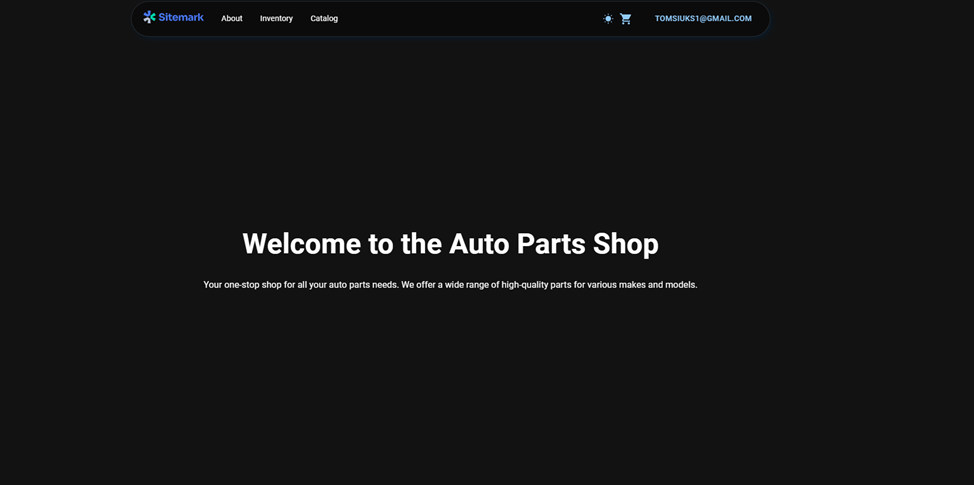 Sitemark About Inventory Catalog TOMSIUKS1@GMAIL.COM
Welcome to the Auto Parts Shop
Your one-stop shop for all your auto parts needs. We offer a wide range of high-quality parts for various makes and models.